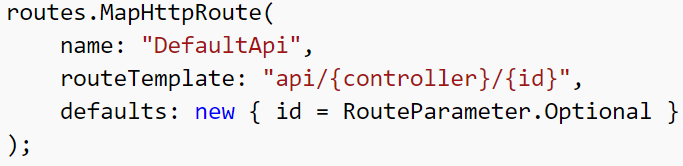 routes.MapHttpRoute(
    name: "DefaultApi",
    routeTemplate: "api/{controller}/{id}",
    defaults: new { id = RouteParameter.Optional }
);